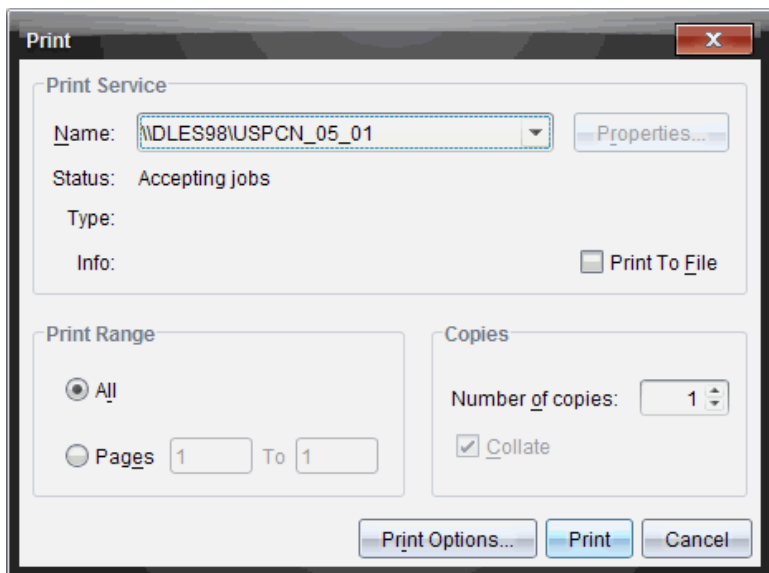 Print
Print Service
Name: \\DLES98\USPCN_05_01 Properties...
Status: Accepting jobs
Type:
Info: Print To File
Print Range Copies
All Number of copies: 1
Collate
Pages 1 To 1
Print Options... Print Cancel